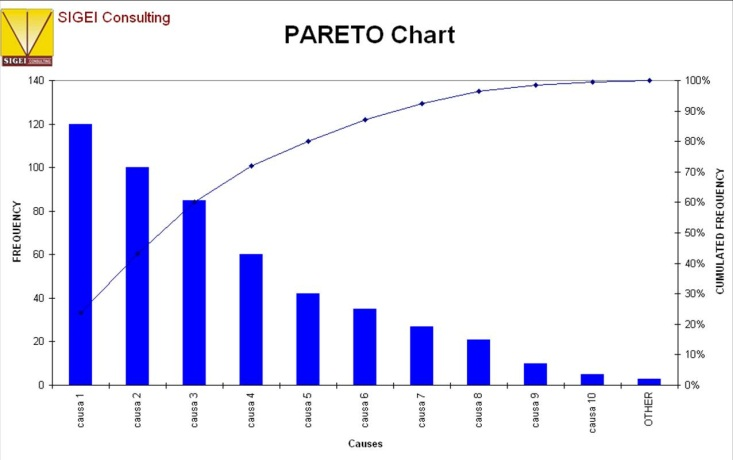 SIGEI Consulting
PARETO Chart
SIGEI CONSULTING
140
120
100
80
60
40
20
0
FREQUENCY
100%
90%
80%
70%
60%
50%
40%
30%
20%
10%
0%
CUMULATED FREQUENCY
causa 1
causa 2
causa 3
causa 4
causa 5
causa 6
causa 7
causa 8
causa 9
causa 10
OTHER
Causes